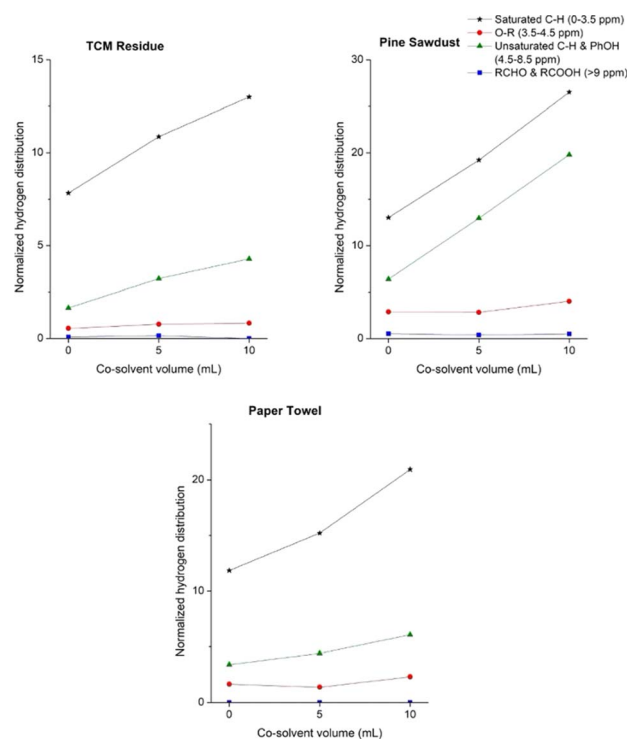 TCM Residue
Normalized hydrogen distribution
15
10
5
0
0 5 10
Co-solvent volume (mL)
Pine Sawdust
Saturated C-H (0-3.5 ppm)
O-R (3.5-4.5 ppm)
Unsaturated C-H & PhOH
(4.5-8.5 ppm)
RCHO & RCOOH (>9 ppm)
Normalized hydrogen distribution
30
20
10
0
0 5 10
Co-solvent volume (mL)
Paper Towel
Normalized hydrogen distribution
20
10
0
0 5 10
Co-solvent volume (mL)